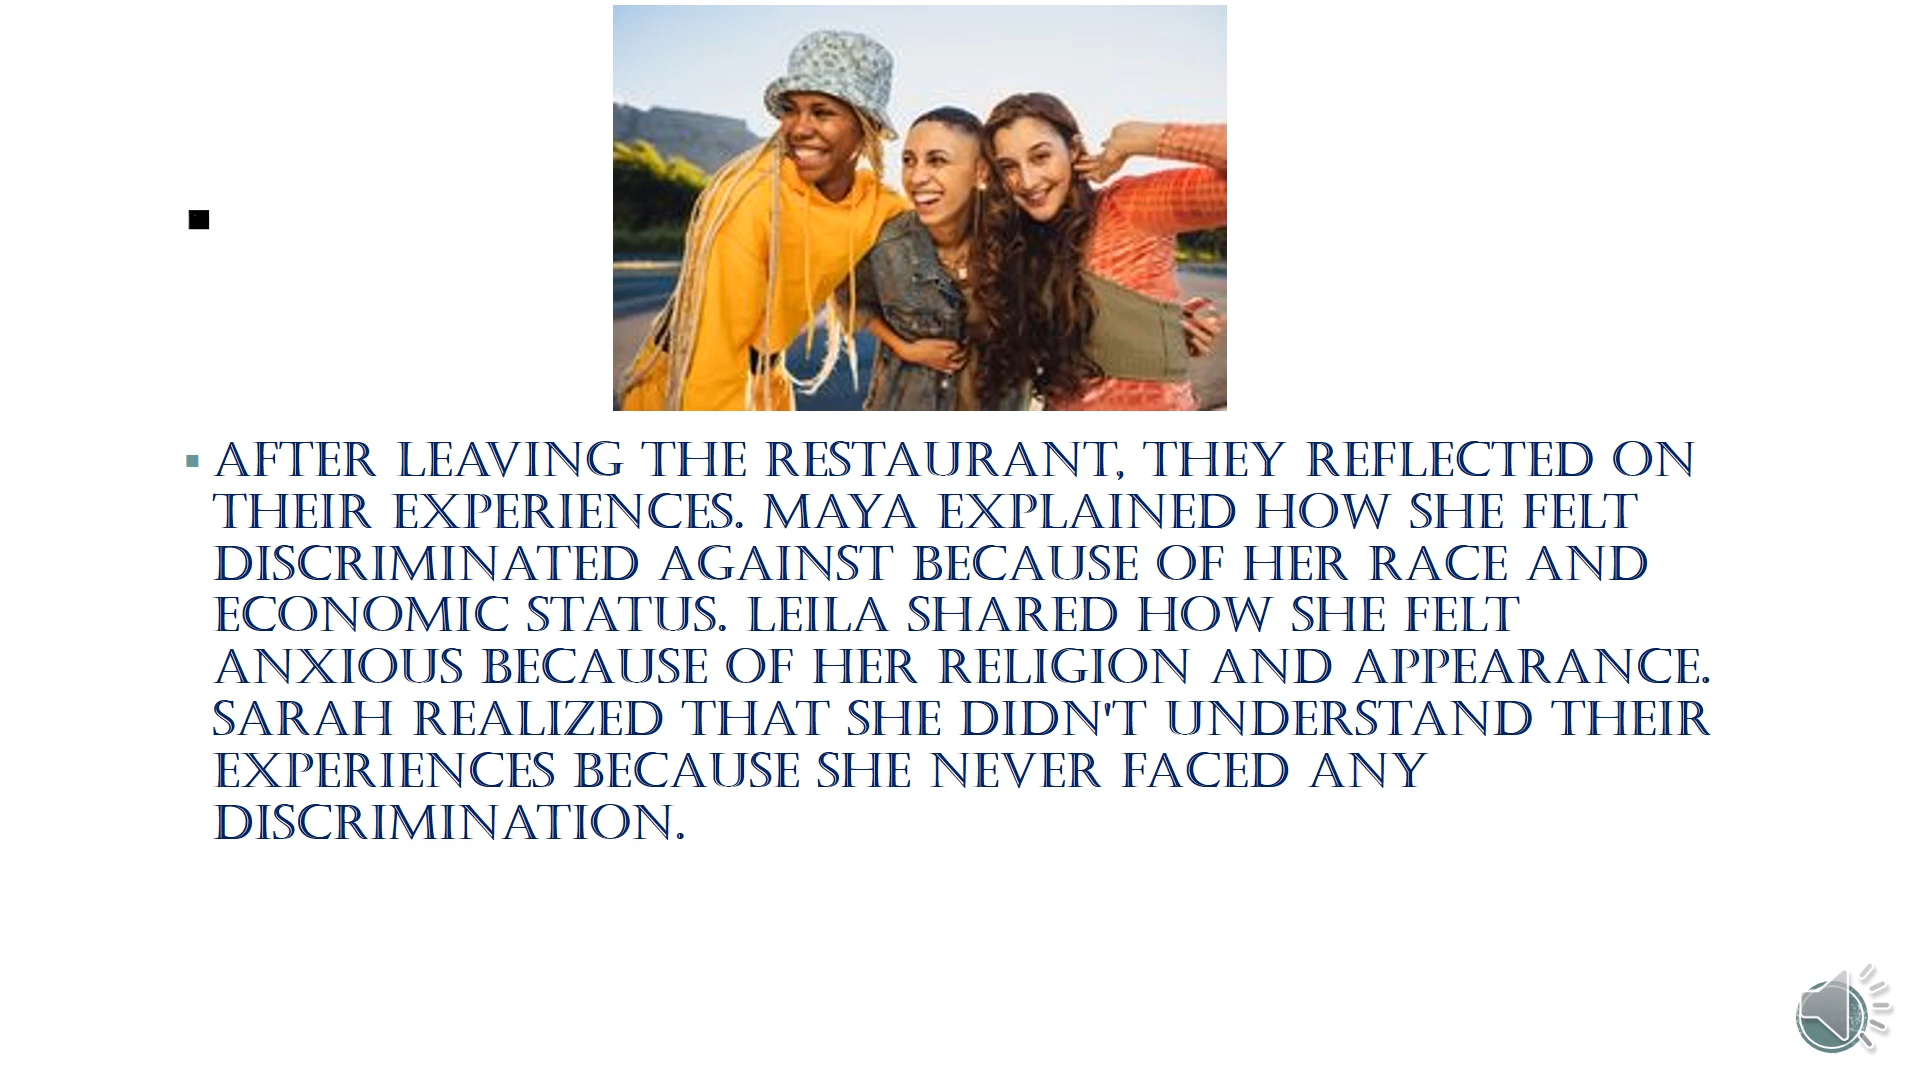 AFTER LEAVING THE RESTAURANT, THEY REFLECTED ON
THEIR EXPERIENCES. MAYA EXPLAINED HOW SHE FELT
DISCRIMINATED AGAINST BECAUSE OF HER RACE AND
ECONOMIC STATUS. LEILA SHARED HOW SHE FELT
ANXIOUS BECAUSE OF HER RELIGION AND APPEARANCE.
SARAH REALIZED THAT SHE DIDN'T UNDERSTAND THEIR
EXPERIENCES BECAUSE SHE NEVER FACED ANY
DISCRIMINATION.